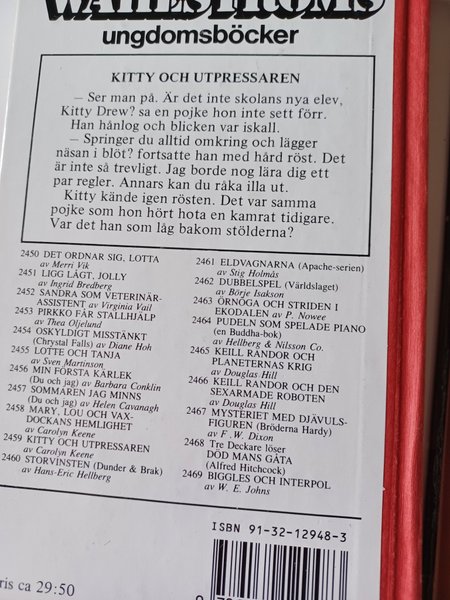 WAHLSTRÖMS
ungdomsböcker
KITTY OCH UTPRESSAREN
– Ser man på. Är det inte skolans nya elev,
Kitty Drew? sa en pojke hon inte sett förr.
Han hånlog och blicken var iskall.
– Springer du alltid omkring och lägger
näsan i blöt? fortsatte han med hård röst. Det
är inte så trevligt. Jag borde nog lära dig ett
par regler. Annars kan du råka illa ut.
Kitty kände igen rösten. Det var samma
pojke som hon hört hota en kamrat tidigare.
Var det han som låg bakom stölderna?
2450 DET ORDNAR SIG, LOTTA
av Merri Vik
2451 LIGG LÅGT, JOLLY
av Ingrid Bredberg
2452 SANDRA SOM VETERINÄR-
ASSISTENT av Virginia Vail
2453 PIRKKO FÅR STALLHJÄLP
av Thea Oljelund
2454 OSKYLDIGT MISSTÄNKT
(Chrystal Falls) av Diane Hoh
2455 LOTTE OCH TANJA
av Sven Martinson
2456 MIN FÖRSTA KÄRLEK
(Du och jag) av Barbara Conklin
2457 SOMMAREN JAG MINNS
(Du och jag) av Helen Cavanagh
2458 MARY, LOU OCH VAX-
DOCKANS HEMLIGHET
av Carolyn Keene
2459 KITTY OCH UTPRESSAREN
av Carolyn Keene
2460 STORVINSTEN (Dunder & Brak)
av Hans-Eric Hellberg
2461 ELDVAGNARNA (Apache-serien)
av Stig Holmås
2462 DUBBELSPEL (Världslaget)
av Börje Isakson
2463 ÖRNÖGA OCH STRIDEN I
EKODALEN av P. Nowee
2464 PUDELN SOM SPELADE PIANO
(en Buddha-bok)
av Hellberg & Nilsson Co.
2465 KEILL RANDOR OCH
PLANETERNAS KRIG
av Douglas Hill
2466 KEILL RANDOR OCH DEN
SEXARMADE ROBOTEN
av Douglas Hill
2467 MYSTERIET MED DJÄVULS-
FIGUREN (Bröderna Hardy)
av F.W. Dixon
2468 Tre Deckare löser
DÖD MANS GÅTA
(Alfred Hitchcock)
2469 BIGGLES OCH INTERPOL
av W. E. Johns
ISBN 91-32-12948-3
ris ca 29:50